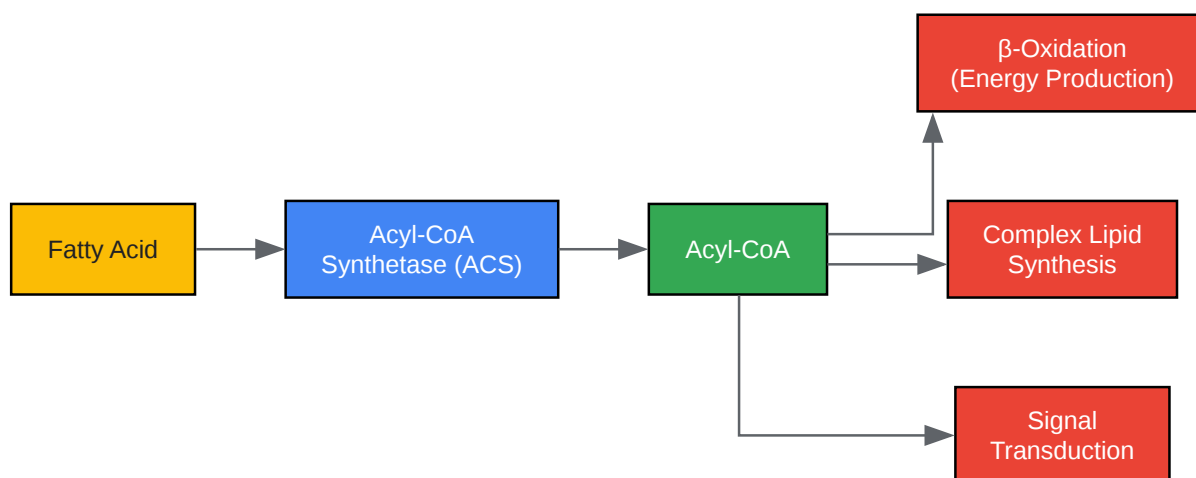 β-Oxidation
(Energy Production)
Fatty Acid
Acyl-CoA
Synthetase (ACS)
Acyl-CoA
Complex Lipid
Synthesis
Signal
Transduction